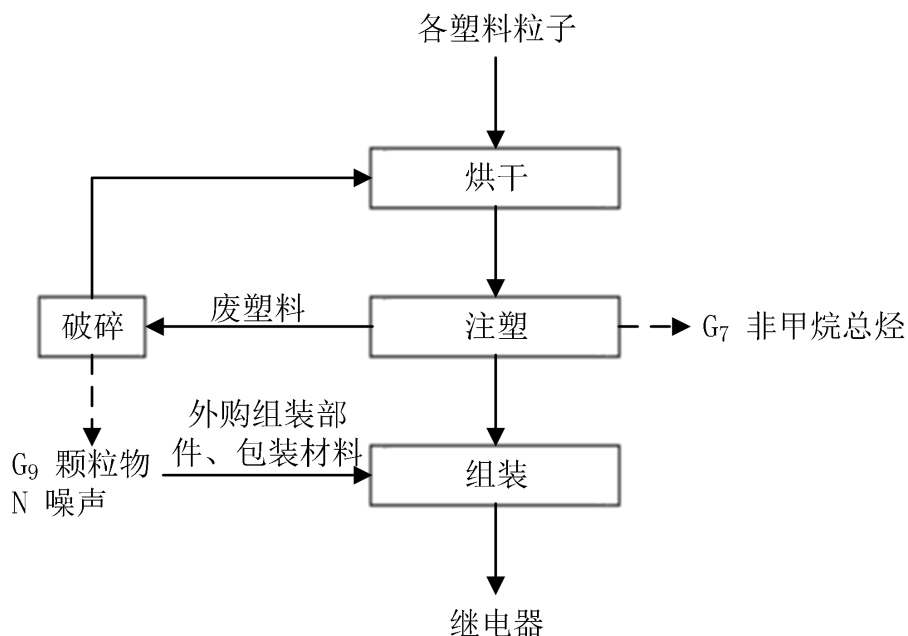 各塑料粒子
烘干
废塑料
破碎
注塑
G₇ 非甲烷总烃
外购组装部
件、包装材料
G₉ 颗粒物
N 噪声
组装
继电器